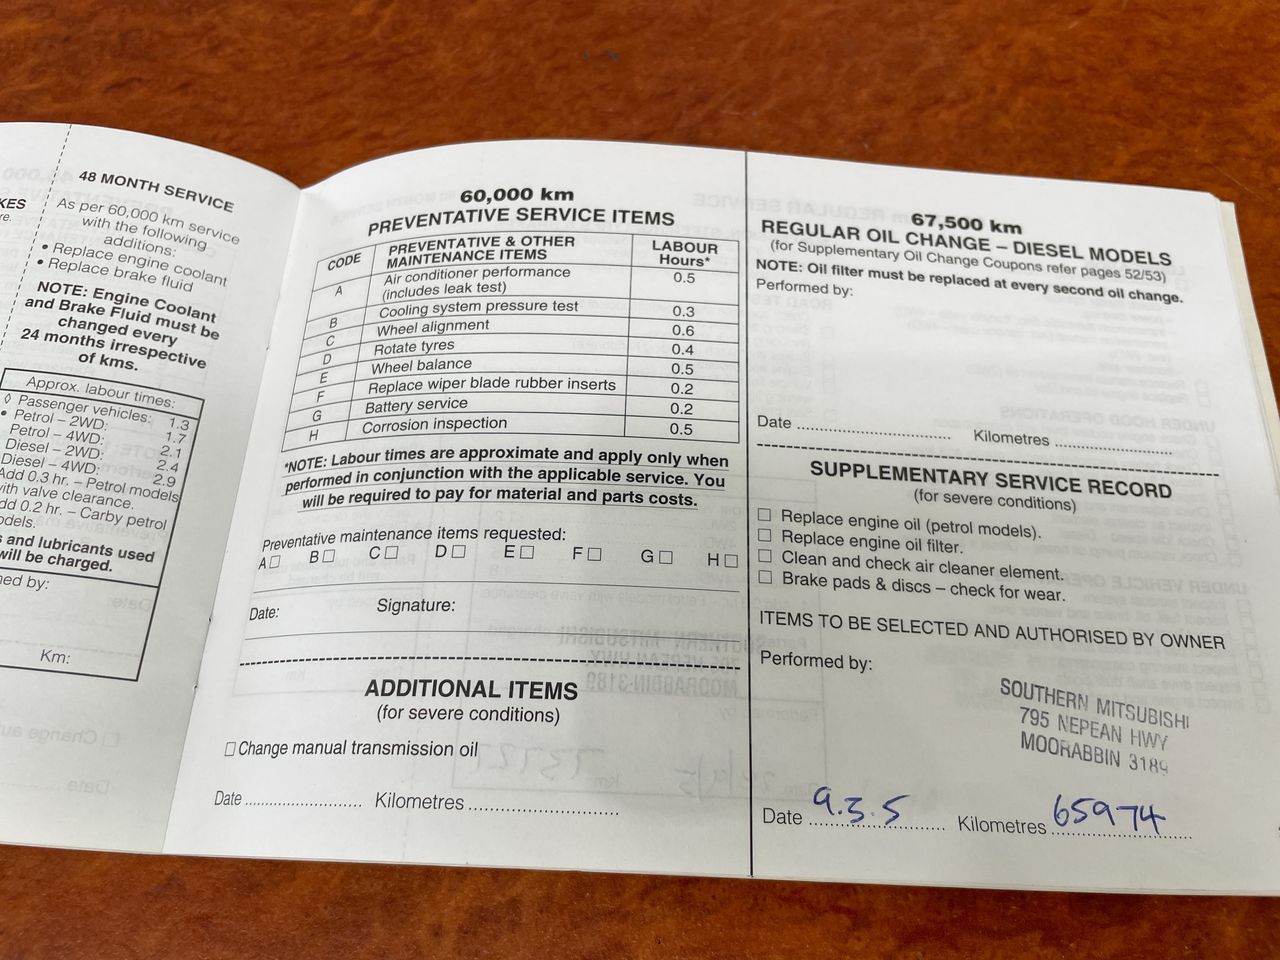 48 MONTH SERVICE
As per 60,000 km service
with the following
additions:
• Replace engine coolant
• Replace brake fluid
NOTE: Engine Coolant
and Brake Fluid must be
changed every
24 months irrespective
of kms.
Approx. labour times:
◊ Passenger vehicles: 1.3
• Petrol – 2WD: 1.7
Petrol – 4WD: 2.1
Diesel – 2WD: 2.4
Diesel – 4WD: 2.9
Add 0.3 hr. – Petrol models
with valve clearance.
0.2 hr. – Carby petrol
and lubricants used
will be charged.
by:
Km:
60,000 km
PREVENTATIVE SERVICE ITEMS
CODE PREVENTATIVE & OTHER MAINTENANCE ITEMS LABOUR Hours*
A Air conditioner performance (includes leak test) 0.5
B Cooling system pressure test 0.3
C Wheel alignment 0.6
D Rotate tyres 0.4
E Wheel balance 0.5
F Replace wiper blade rubber inserts 0.2
G Battery service 0.2
H Corrosion inspection 0.5
*NOTE: Labour times are approximate and apply only when
performed in conjunction with the applicable service. You
will be required to pay for material and parts costs.
Preventative maintenance items requested:
A☐ B☐ C☐ D☐ E☐ F☐ G☐ H☐
Date: Signature:
ADDITIONAL ITEMS
(for severe conditions)
☐ Change manual transmission oil
Date .......................... Kilometres .................................
67,500 km
REGULAR OIL CHANGE – DIESEL MODELS
(for Supplementary Oil Change Coupons refer pages 52/53)
NOTE: Oil filter must be replaced at every second oil change.
Performed by:
Date .................................. Kilometres ..........................
SUPPLEMENTARY SERVICE RECORD
(for severe conditions)
☐ Replace engine oil (petrol models).
☐ Replace engine oil filter.
☐ Clean and check air cleaner element.
☐ Brake pads & discs – check for wear.
ITEMS TO BE SELECTED AND AUTHORISED BY OWNER
Performed by:
SOUTHERN MITSUBISHI
795 NEPEAN HWY
MOORABBIN 3189
Date 9.3.5 Kilometres 65974